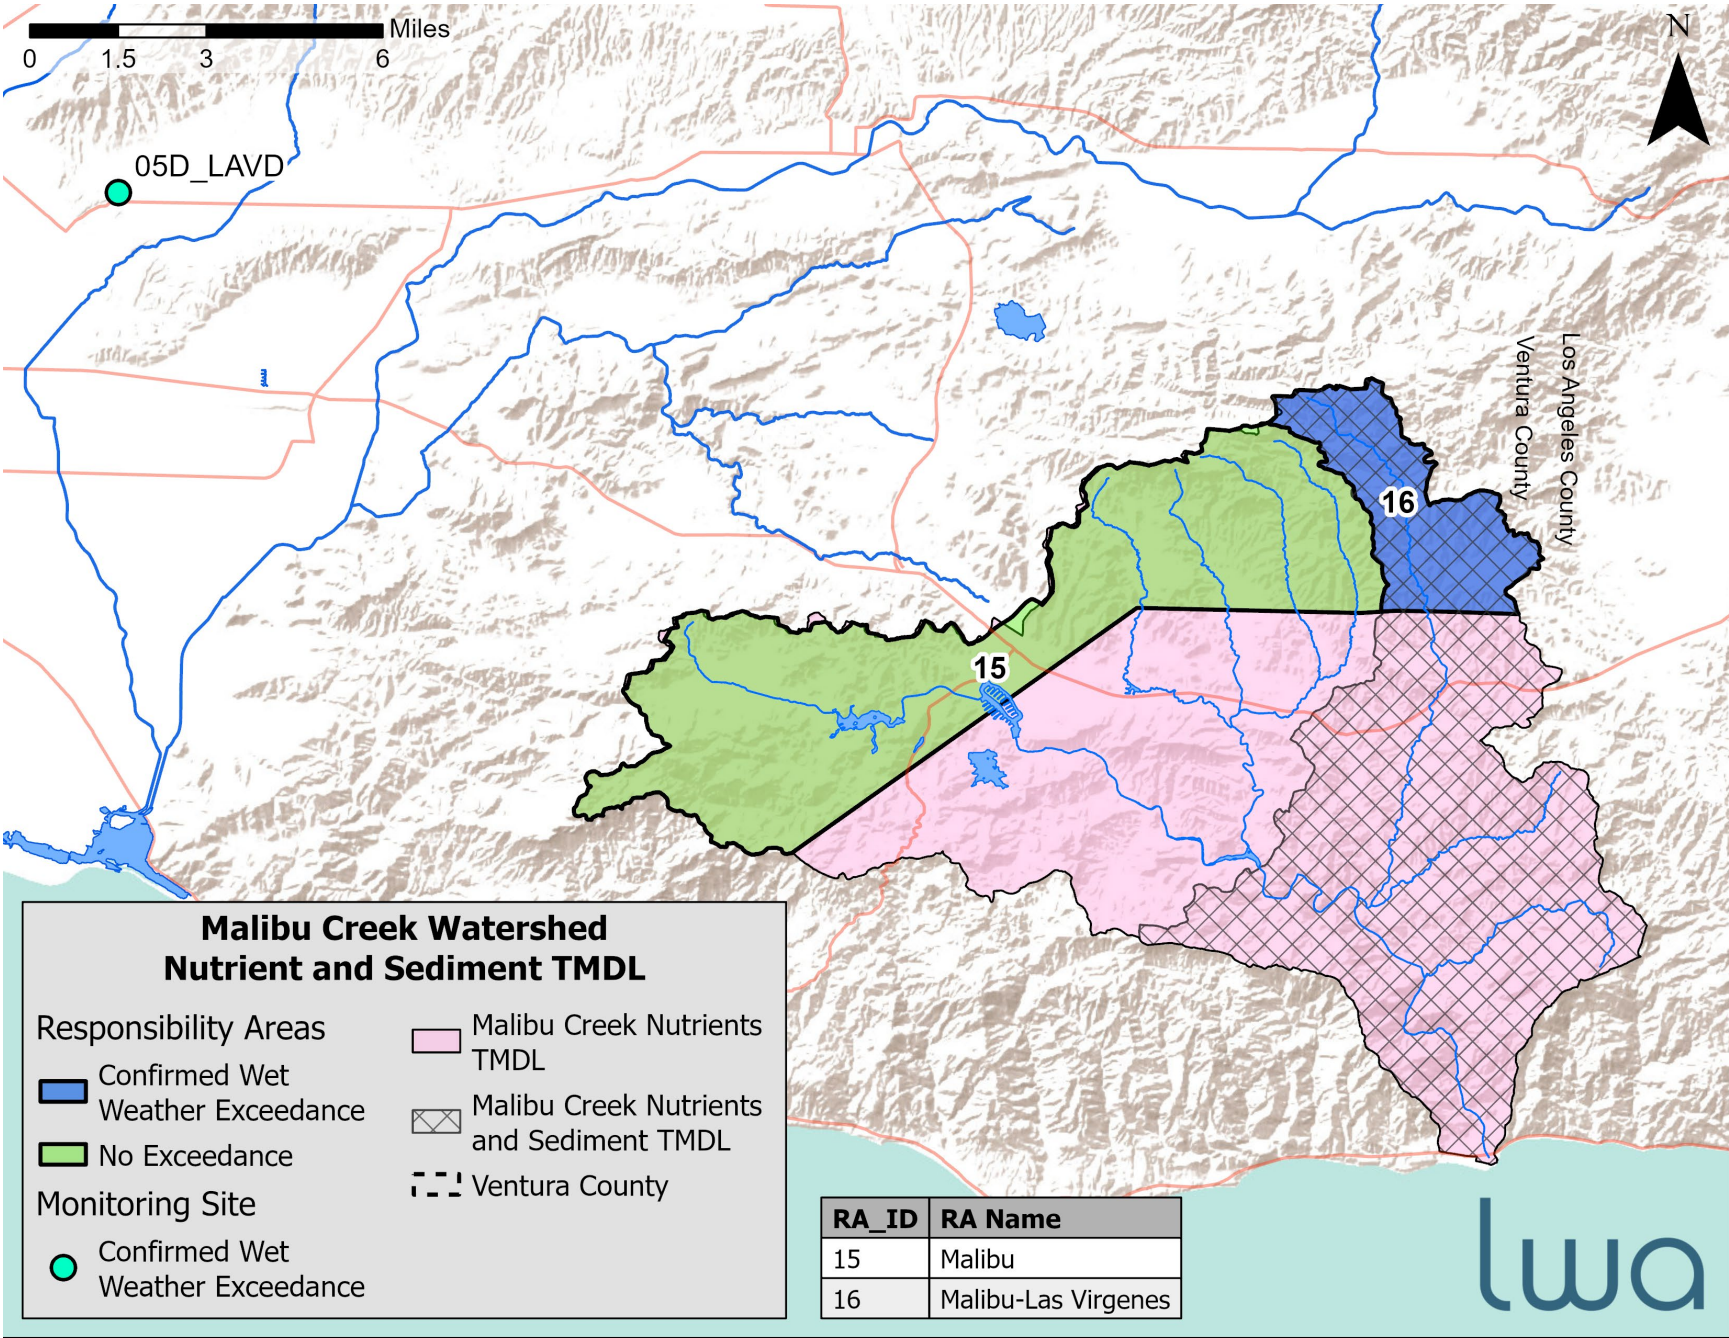 Miles
0 1.5 3 6
N
05D_LAVD
Los Angeles County
Ventura County
16
15
Malibu Creek Watershed
Nutrient and Sediment TMDL
Responsibility Areas
Confirmed Wet
Weather Exceedance
No Exceedance
Monitoring Site
Confirmed Wet
Weather Exceedance
Malibu Creek Nutrients
TMDL
Malibu Creek Nutrients
and Sediment TMDL
Ventura County
RA_ID RA Name
15 Malibu
16 Malibu-Las Virgenes
lwa